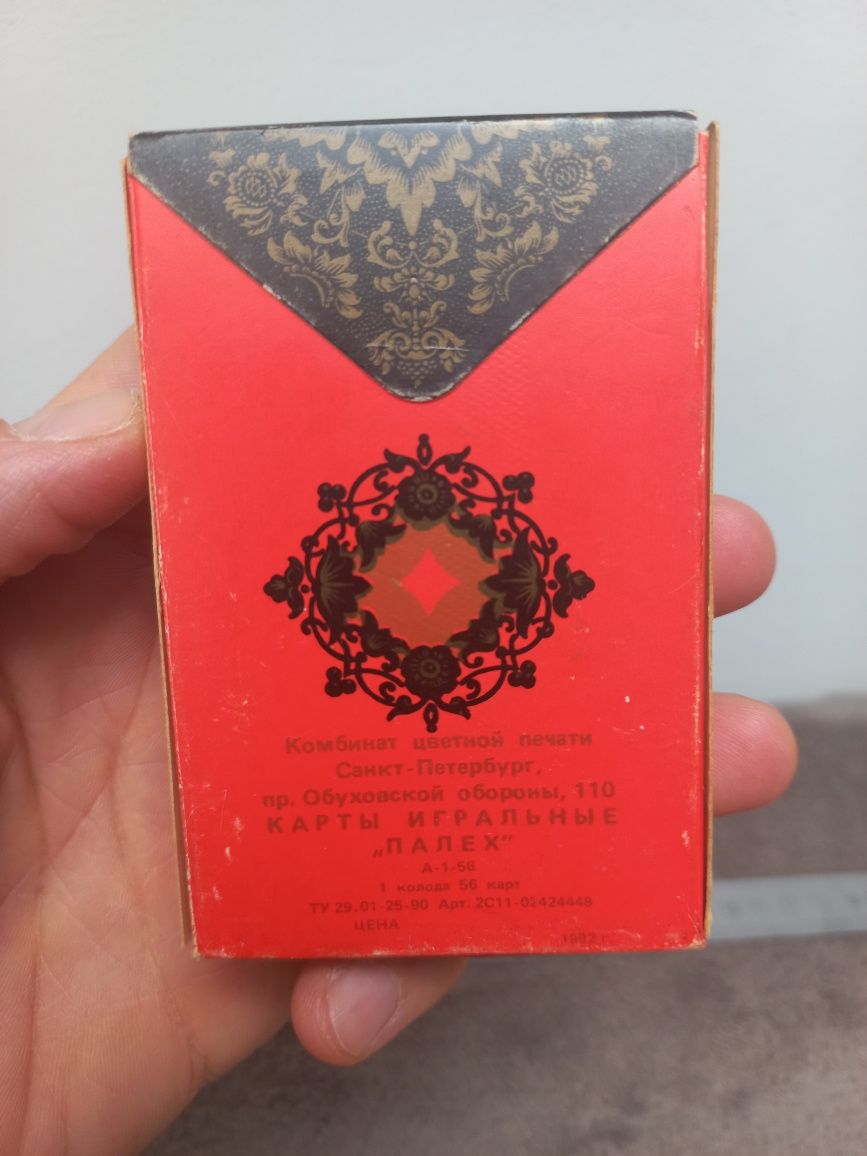 Комбинат цветной печати
Санкт-Петербург,
пр. Обуховской обороны, 110
КАРТЫ ИГРАЛЬНЫЕ
„ПАЛЕХ"
А-1-56
1 колода 56 карт
ТУ 29.01-25-90 Арт. 2С11-02424448
ЦЕНА
1992 г